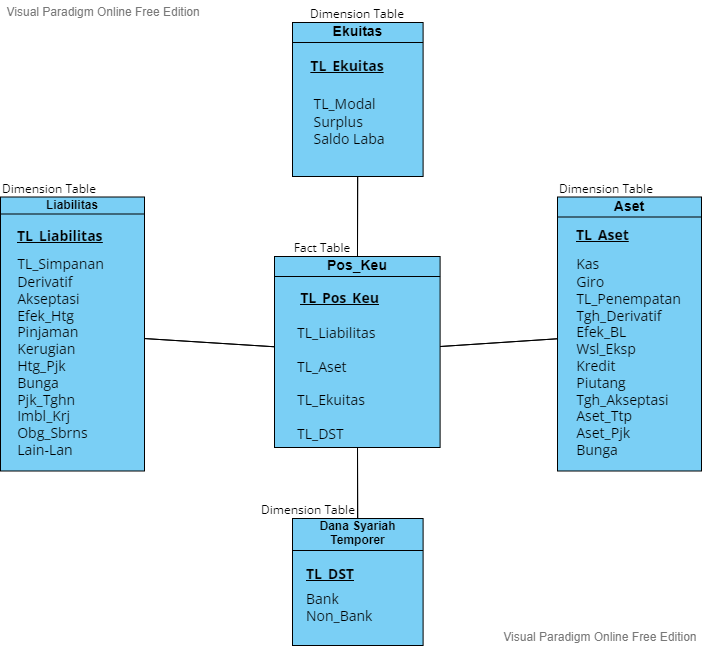 Visual Paradigm Online Free Edition
Dimension Table
Ekuitas
TL_Ekuitas
TL_Modal
Surplus
Saldo Laba
Dimension Table
Liabilitas
TL_Liabilitas
TL_Simpanan
Derivatif
Akseptasi
Efek_Htg
Pinjaman
Kerugian
Htg_Pjk
Bunga
Pjk_Tghn
Imbl_Krj
Obg_Sbrns
Lain-Lan
Fact Table
Pos_Keu
TL_Pos_Keu
TL_Liabilitas
TL_Aset
TL_Ekuitas
TL_DST
Dimension Table
Aset
TL_Aset
Kas
Giro
TL_Penempatan
Tgh_Derivatif
Efek_BL
Wsl_Eksp
Kredit
Piutang
Tgh_Akseptasi
Aset_Ttp
Aset_Pjk
Bunga
Dimension Table
Dana Syariah
Temporer
TL_DST
Bank
Non_Bank
Visual Paradigm Online Free Edition